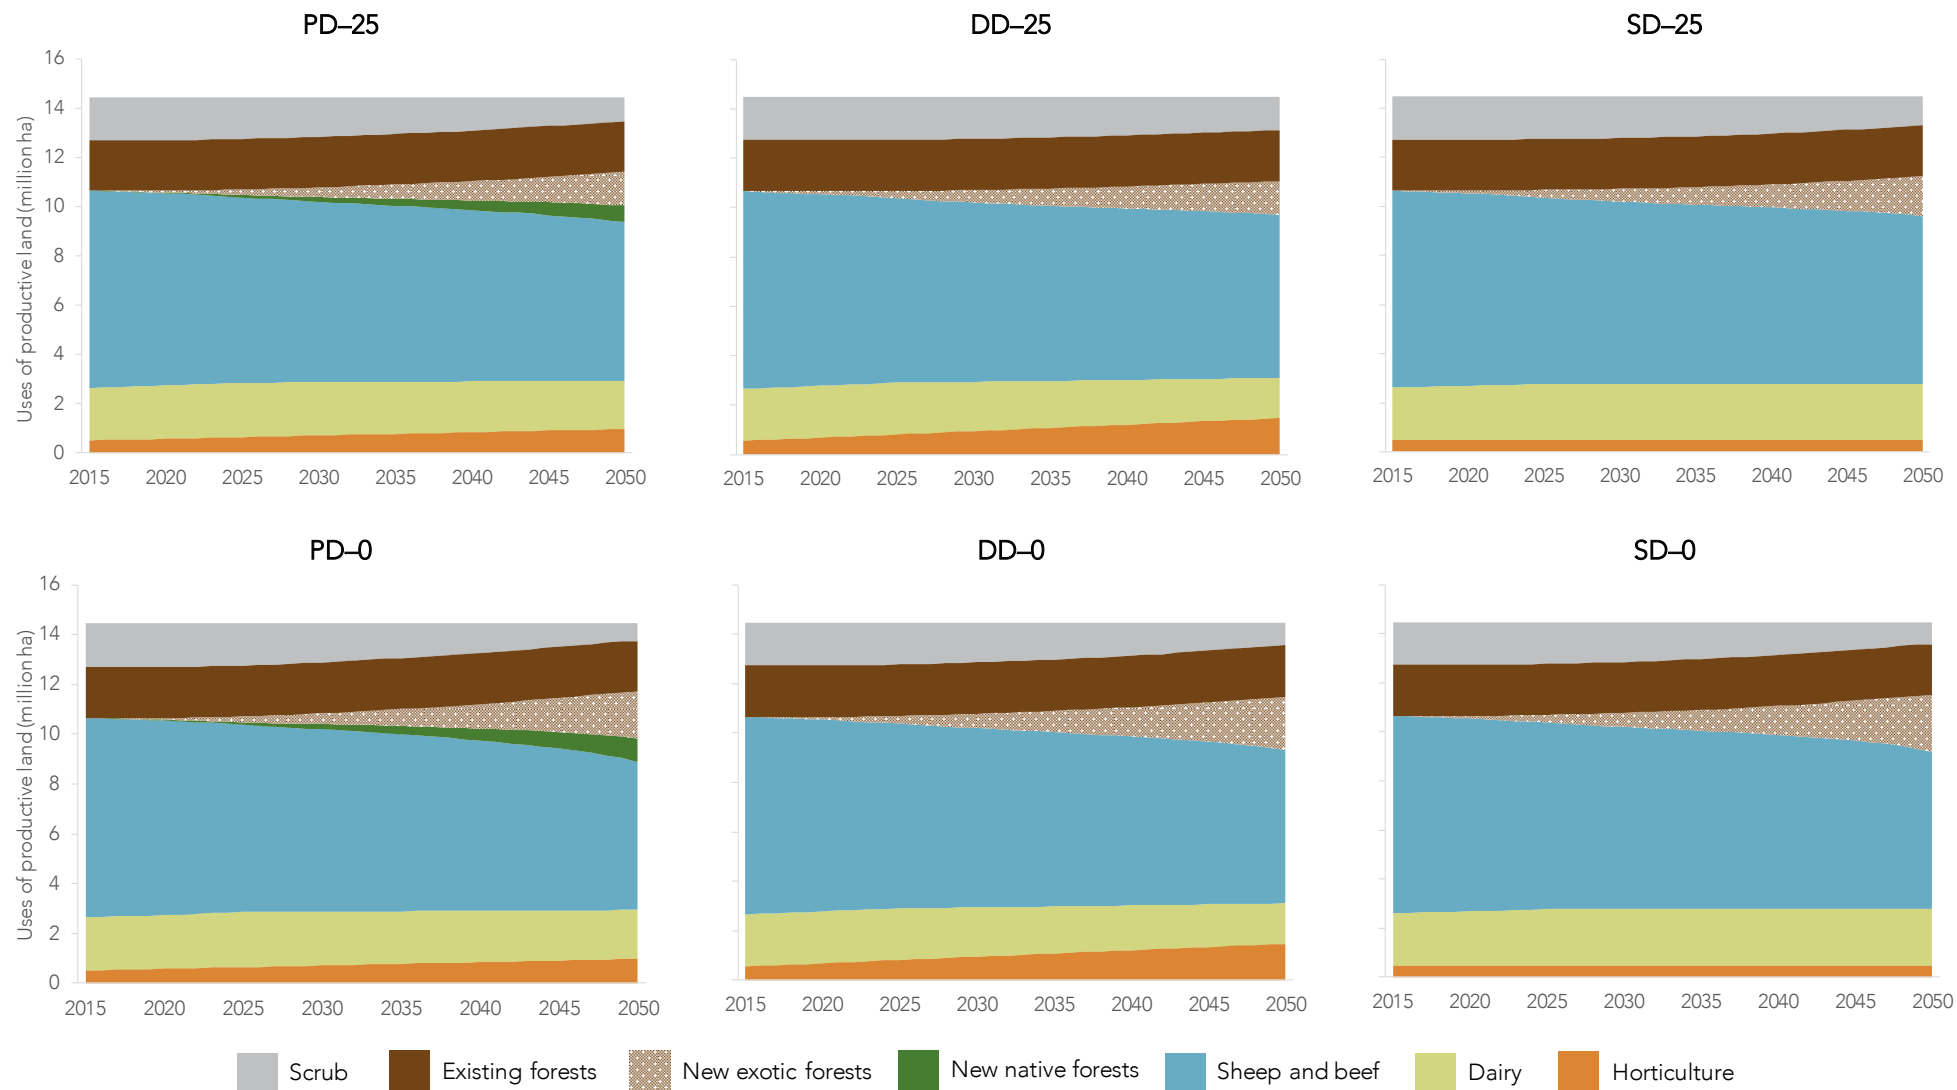 PD–25 DD–25 SD–25
Uses of productive land (million ha)
16
14
12
10
8
6
4
2
0
2015 2020 2025 2030 2035 2040 2045 2050
2015 2020 2025 2030 2035 2040 2045 2050
2015 2020 2025 2030 2035 2040 2045 2050
PD–0 DD–0 SD–0
Uses of productive land (million ha)
16
14
12
10
8
6
4
2
0
2015 2020 2025 2030 2035 2040 2045 2050
2015 2020 2025 2030 2035 2040 2045 2050
2015 2020 2025 2030 2035 2040 2045 2050
Scrub Existing forests New exotic forests New native forests Sheep and beef Dairy Horticulture